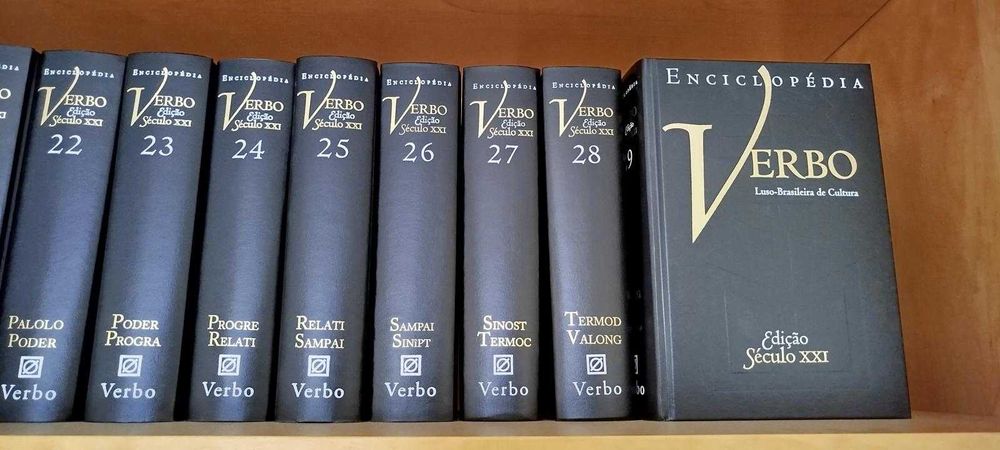 ENCICLOPÉDIA
VERBO
Edição
Século XXI
22
PALOLO
PODER
Verbo
ENCICLOPÉDIA
VERBO
Edição
Século XXI
23
PODER
PROGRA
Verbo
ENCICLOPÉDIA
VERBO
Edição
Século XXI
24
PROGRE
RELATI
Verbo
ENCICLOPÉDIA
VERBO
Edição
Século XXI
25
RELATI
SAMPAI
Verbo
ENCICLOPÉDIA
VERBO
Edição
Século XXI
26
SAMPAI
SINIPT
Verbo
ENCICLOPÉDIA
VERBO
Edição
Século XXI
27
SINOST
TERMOC
Verbo
ENCICLOPÉDIA
VERBO
Edição
Século XXI
28
TERMOD
VALONG
Verbo
9
ENCICLOPÉDIA
VERBO
Luso-Brasileira de Cultura
Edição
Século XXI